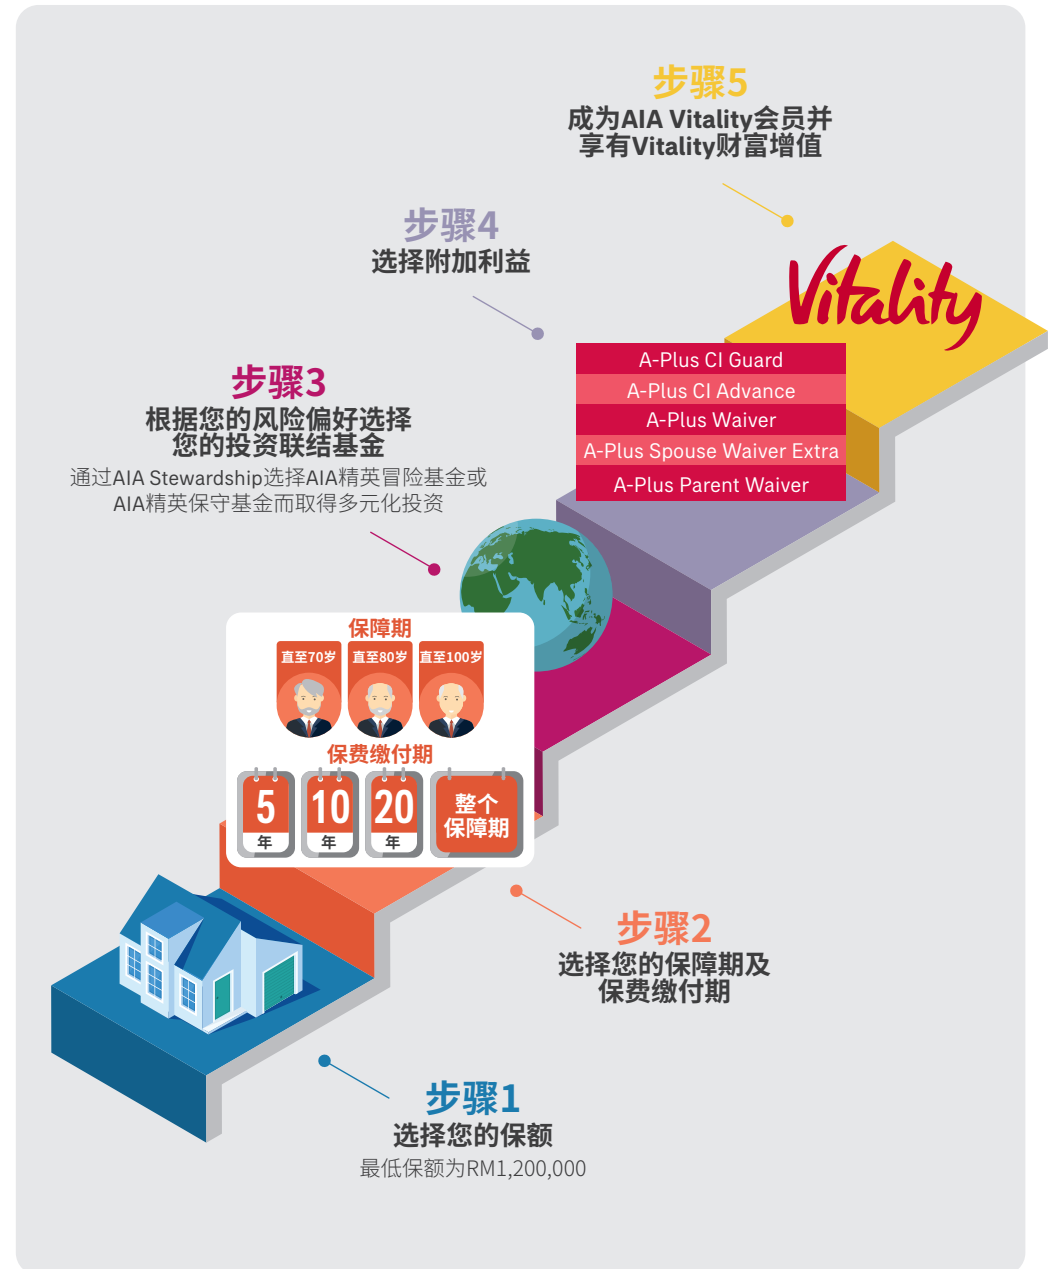 步骤5
成为AIA Vitality会员并
享有Vitality财富增值
步骤4
选择附加利益
Vitality
A-Plus CI Guard
A-Plus CI Advance
A-Plus Waiver
A-Plus Spouse Waiver Extra
A-Plus Parent Waiver
步骤3
根据您的风险偏好选择
您的投资联结基金
通过AIA Stewardship选择AIA精英冒险基金或
AIA精英保守基金而取得多元化投资
保障期
直至70岁 直至80岁 直至100岁
保费缴付期
5 10 20 整个
保障期
年 年 年
步骤2
选择您的保障期及
保费缴付期
步骤1
选择您的保额
最低保额为RM1,200,000